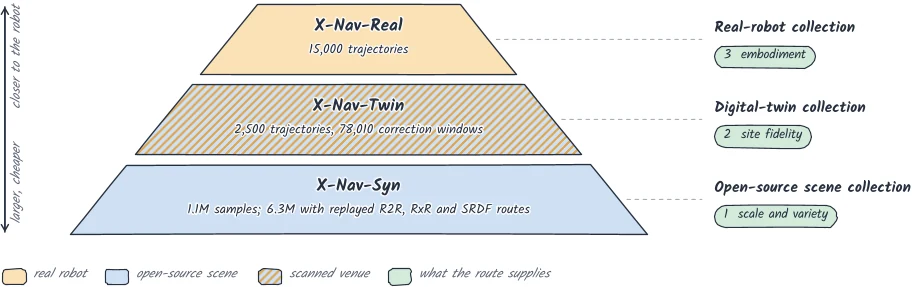 closer to the robot
larger, cheaper
X-Nav-Real
15,000 trajectories
Real-robot collection
3 embodiment
X-Nav-Twin
2,500 trajectories, 78,010 correction windows
Digital-twin collection
2 site fidelity
X-Nav-Syn
1.1M samples; 6.3M with replayed R2R, RxR and SRDF routes
Open-source scene collection
1 scale and variety
real robot
open-source scene
scanned venue
what the route supplies